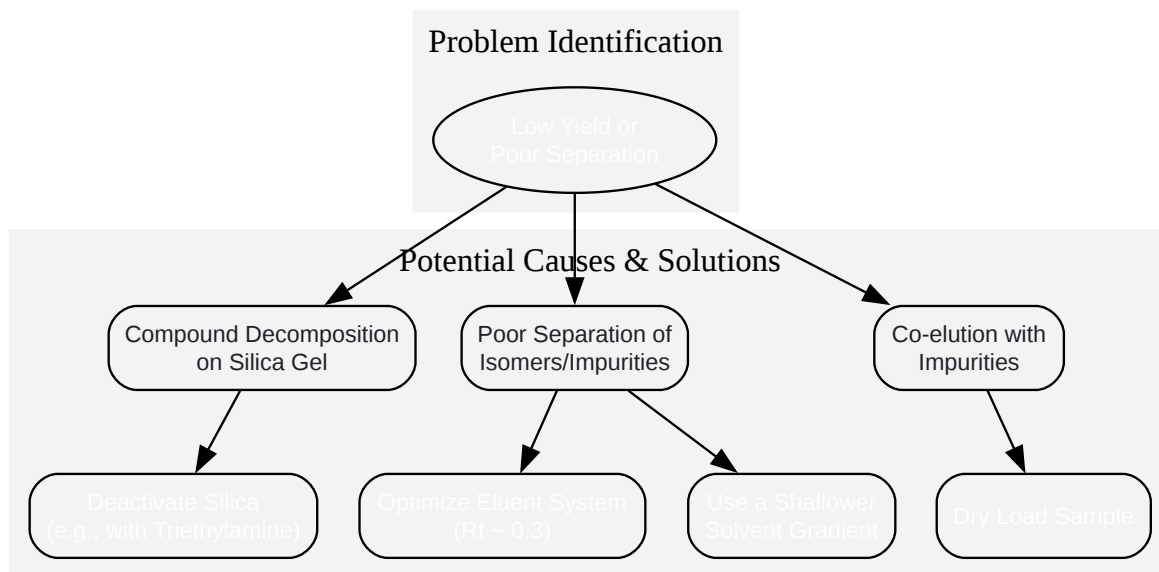 Problem Identification
Low Yield or
Poor Separation
Potential Causes & Solutions
Compound Decomposition
on Silica Gel
Poor Separation of
Isomers/Impurities
Co-elution with
Impurities
Deactivate Silica
(e.g., with Triethylamine)
Optimize Eluent System
(Rf ~ 0.3)
Use a Shallower
Solvent Gradient
Dry Load Sample